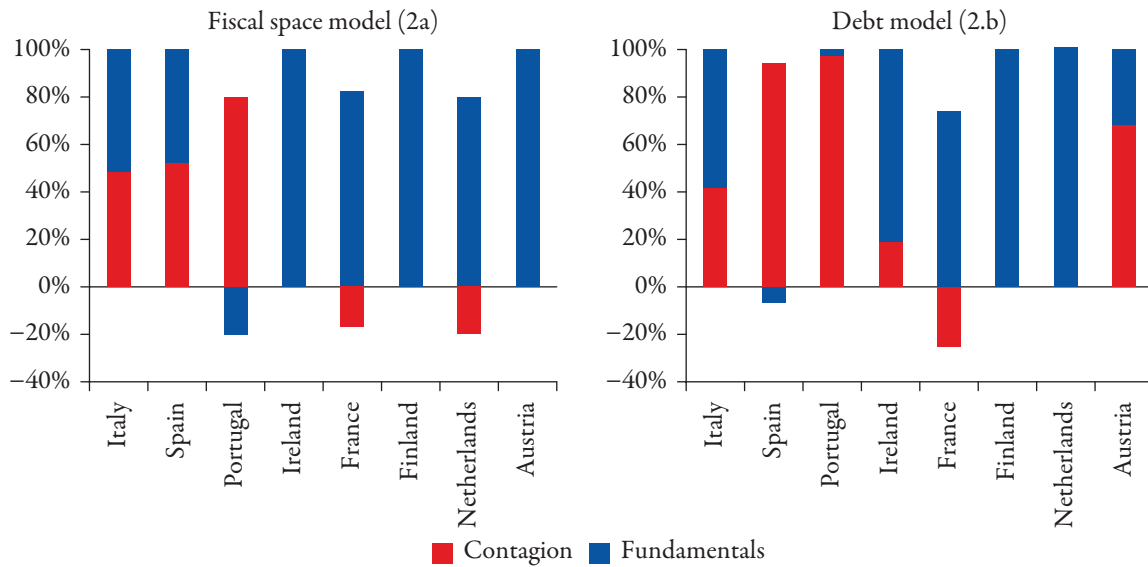 Fiscal space model (2a)
100%
80%
60%
40%
20%
0%
−20%
−40%
Italy
Spain
Portugal
Ireland
France
Finland
Netherlands
Austria
Debt model (2.b)
100%
80%
60%
40%
20%
0%
−20%
−40%
Italy
Spain
Portugal
Ireland
France
Finland
Netherlands
Austria
Contagion
Fundamentals